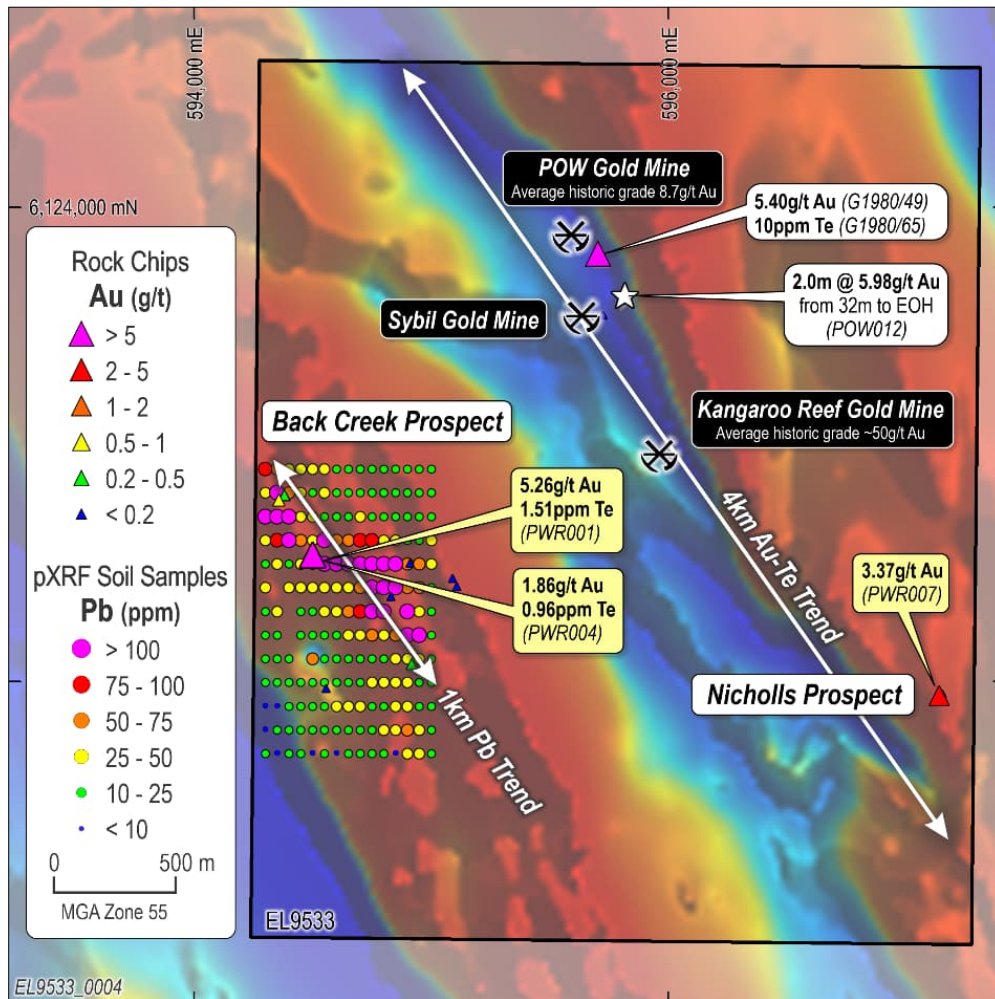 594,000 mE
596,000 mE
6,124,000 mN
POW Gold Mine
Average historic grade 8.7g/t Au
5.40g/t Au (G1980/49)
10ppm Te (G1980/65)
2.0m @ 5.98g/t Au
from 32m to EOH
(POW012)
Sybil Gold Mine
Kangaroo Reef Gold Mine
Average historic grade ~50g/t Au
Back Creek Prospect
5.26g/t Au
1.51ppm Te
(PWR001)
1.86g/t Au
0.96ppm Te
(PWR004)
4km Au-Te Trend
3.37g/t Au
(PWR007)
Nicholls Prospect
1km Pb Trend
Rock Chips
Au (g/t)
> 5
2 - 5
1 - 2
0.5 - 1
0.2 - 0.5
< 0.2
pXRF Soil Samples
Pb (ppm)
> 100
75 - 100
50 - 75
25 - 50
10 - 25
< 10
0 500 m
MGA Zone 55
EL9533
EL9533_0004